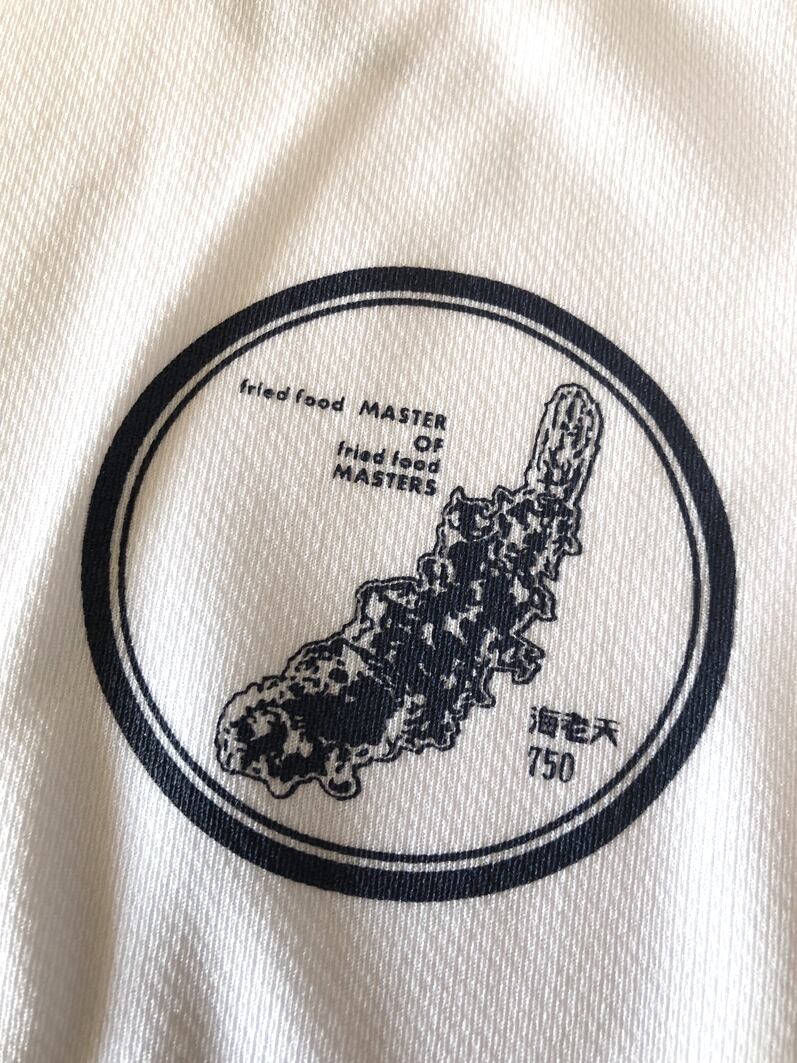 fried food MASTER
OF
fried food
MASTERS
海老天
750